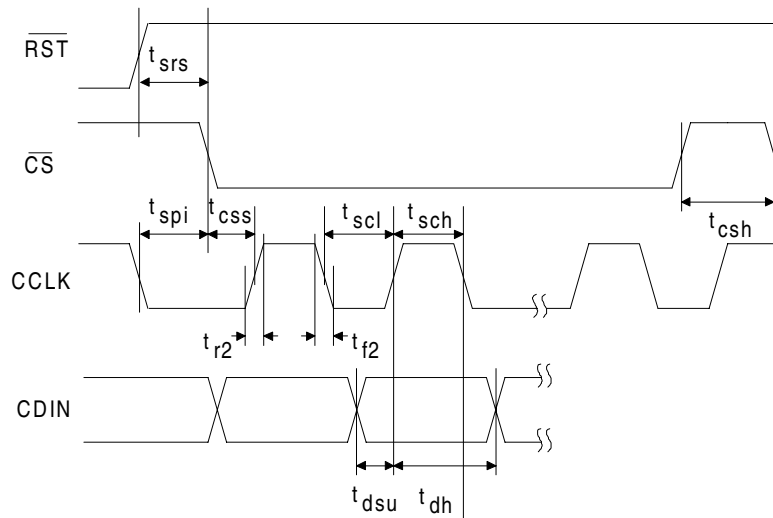 RST
t srs
CS
t spi
t css
t scl
t sch
t csh
CCLK
t r2
t f2
CDIN
t dsu
t dh